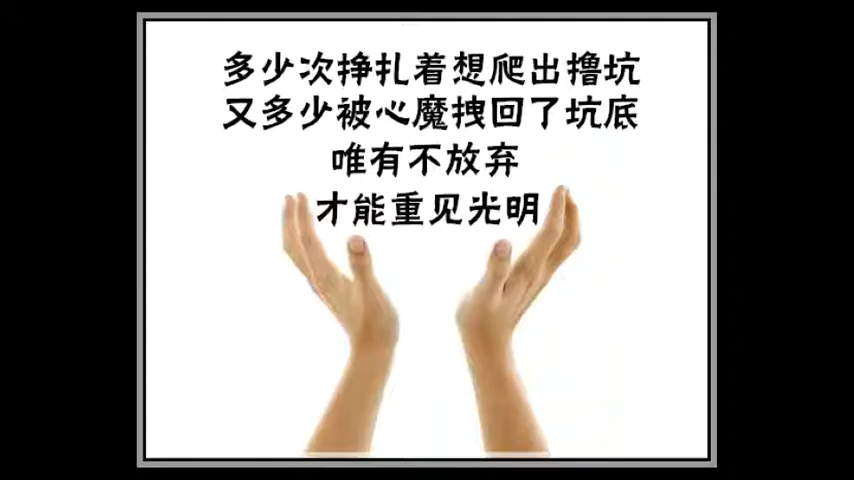 多少次挣扎着想爬出撸坑
又多少被心魔拽回了坑底
唯有不放弃
才能重见光明